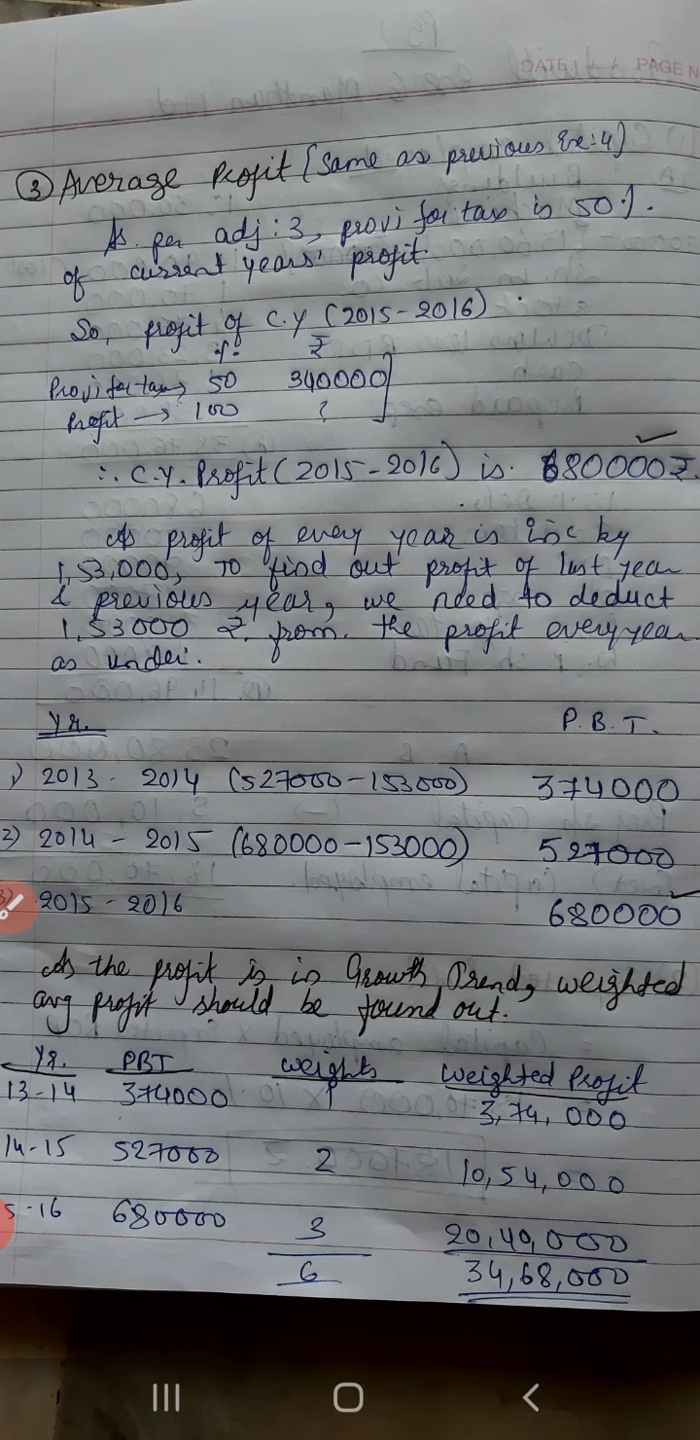 DATE: PAGE N
③ Average Profit [Same as previous Ex:4]
As per adj: 3, provi for tax is 50%.
of current years' profit.
So, profit of C.Y (2015-2016)
%. ₹
Provi for tax → 50 340000
Profit → 100 ?
∴ C.Y. Profit (2015-2016) is 680000 ₹.
As profit of every year is inc by
1,53,000, To find out profit of last year
& previous year, we need to deduct
1,53000 ₹. from the profit every year
as under.
Yr. P.B.T.
1) 2013 - 2014 (527000-153000) 374000
2) 2014 - 2015 (680000-153000) 527000
3) 2015 - 2016 680000
As the profit is in Growth Trend, weighted
avg profit should be found out.
Yr. PBT weights Weighted Profit
13-14 374000 1 3,74,000
14-15 527000 2 10,54,000
5-16 680000 3 20,40,000
6 34,68,000